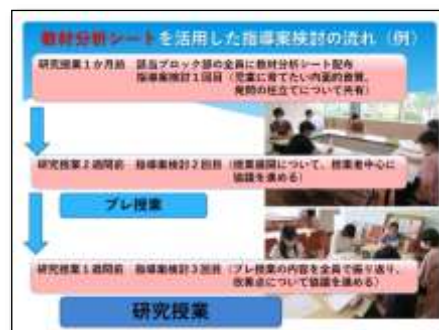 教材分析シートを活用した指導案検討の流れ（例）
研究授業1か月前　該当ブロック部の全員に教材分析シート配布
指導案検討1回目（児童に育てたい内面的資質、
発問の組立てについて共有）
研究授業2週間前　指導案検討2回目（授業展開について、授業者中心に
協議を進める）
プレ授業
研究授業1週間前　指導案検討3回目（プレ授業の内容を全員で振り返り、
改善点について協議を進める）
研究授業